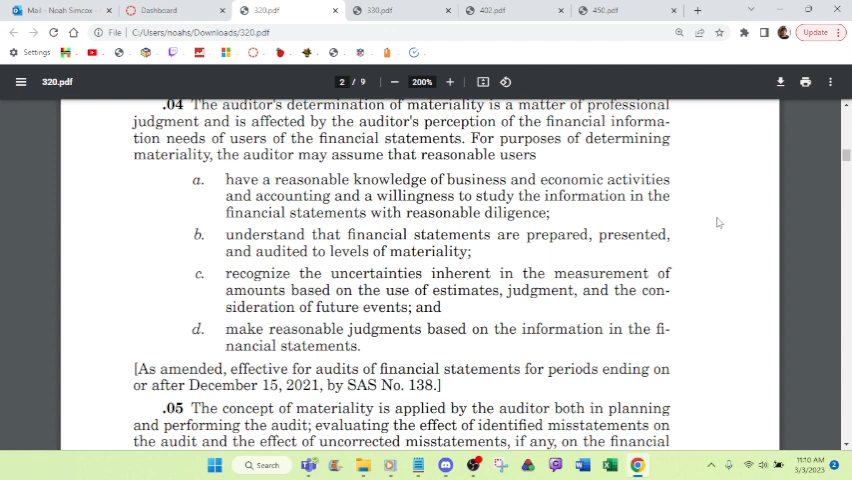 Mail - Noah Simcox
Dashboard
320.pdf
330.pdf
402.pdf
450.pdf
File
C:/Users/noahs/Downloads/320.pdf
Update
Settings
320.pdf
2 / 9
200%
.04 The auditor's determination of materiality is a matter of professional
judgment and is affected by the auditor's perception of the financial informa-
tion needs of users of the financial statements. For purposes of determining
materiality, the auditor may assume that reasonable users
a. have a reasonable knowledge of business and economic activities
and accounting and a willingness to study the information in the
financial statements with reasonable diligence;
b. understand that financial statements are prepared, presented,
and audited to levels of materiality;
c. recognize the uncertainties inherent in the measurement of
amounts based on the use of estimates, judgment, and the con-
sideration of future events; and
d. make reasonable judgments based on the information in the fi-
nancial statements.
[As amended, effective for audits of financial statements for periods ending on
or after December 15, 2021, by SAS No. 138.]
.05 The concept of materiality is applied by the auditor both in planning
and performing the audit; evaluating the effect of identified misstatements on
the audit and the effect of uncorrected misstatements, if any, on the financial
Search
11:10 AM
3/3/2023
2